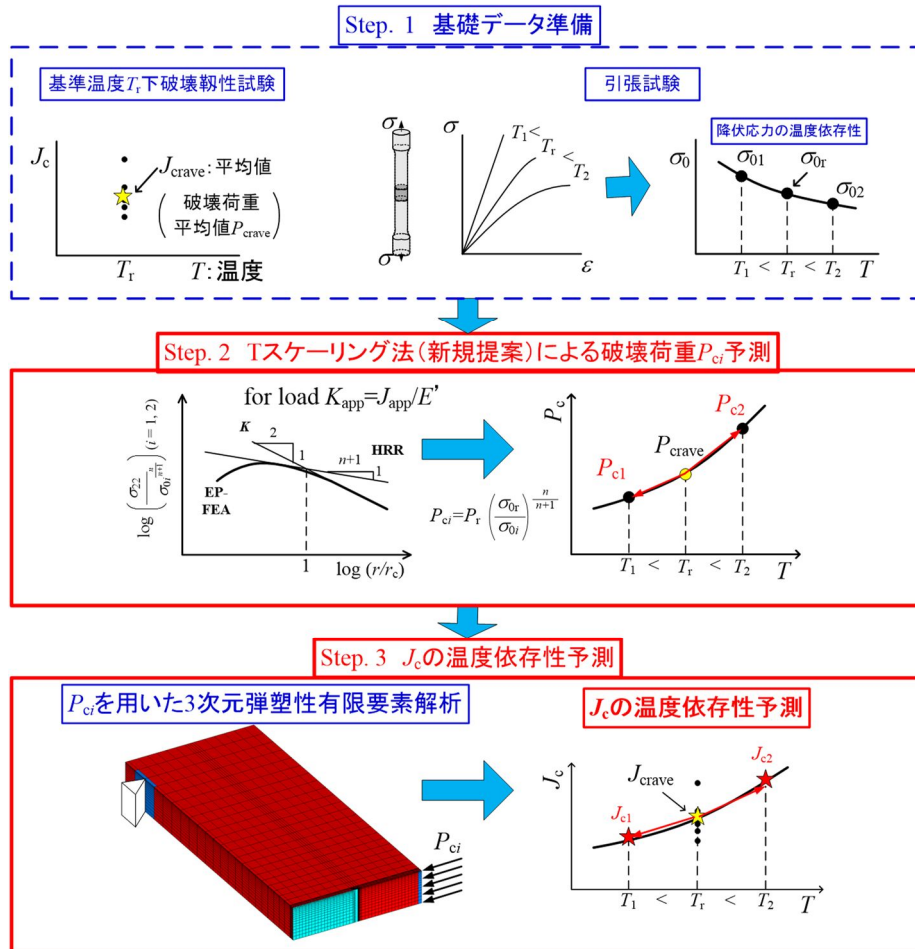 Step. 1 基礎データ準備
基準温度Tr下破壊靱性試験
Jc
Jcrave:平均値
(破壊荷重
平均値Pcrave)
Tr T:温度
σ
σ
σ
T1<
Tr
<
T2
ε
引張試験
降伏応力の温度依存性
σ0
σ01
σ0r
σ02
T1 < Tr < T2 T
Step. 2 Tスケーリング法(新規提案)による破壊荷重Pci予測
for load Kapp=Japp/E'
log (σ22/σ0i^(n/n+1)) (i = 1, 2)
K
2
1
n+1
HRR
1
EP-
FEA
1
log (r/rc)
Pci=Pr (σ0r/σ0i)^(n/n+1)
Pc
Pc2
Pcrave
Pc1
T1 < Tr < T2 T
Step. 3 Jcの温度依存性予測
Pciを用いた3次元弾塑性有限要素解析
Pci
Jcの温度依存性予測
Jc
Jc2
Jcrave
Jc1
T1 < Tr < T2 T